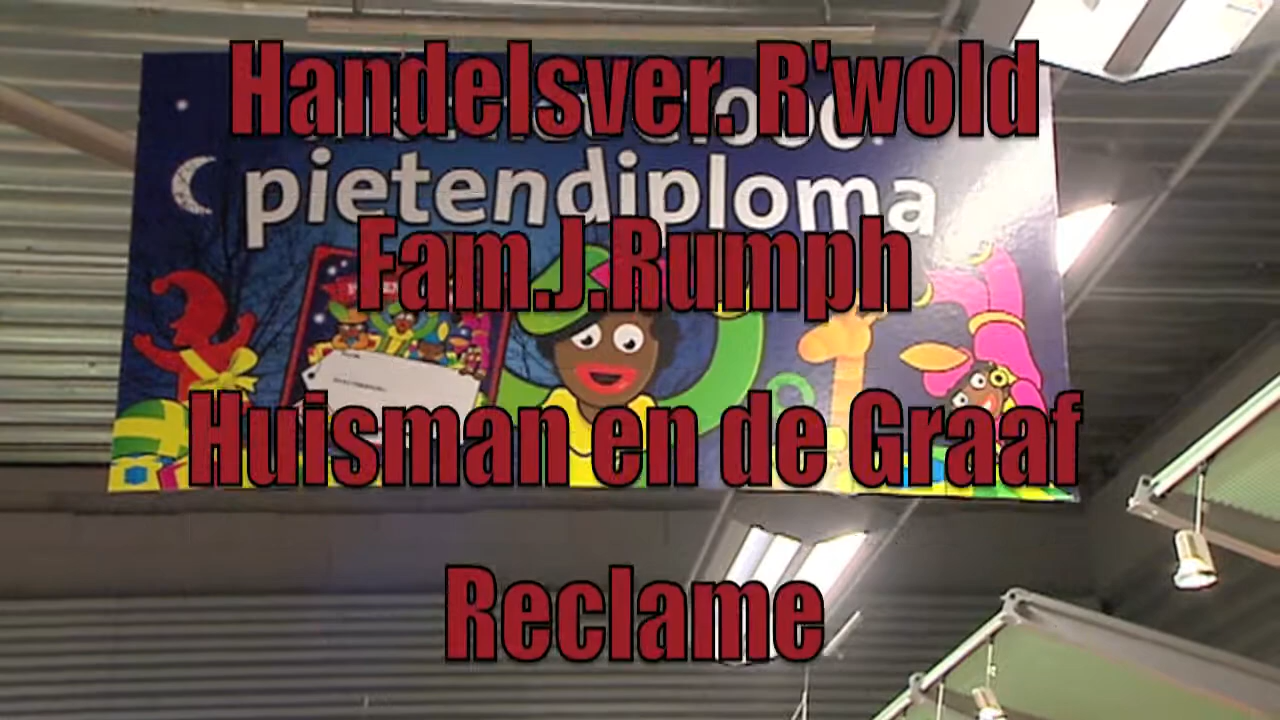 Handelsver. R'wold
pietendiploma
Fam.J.Rumph
Huisman en de Graaf
Reclame